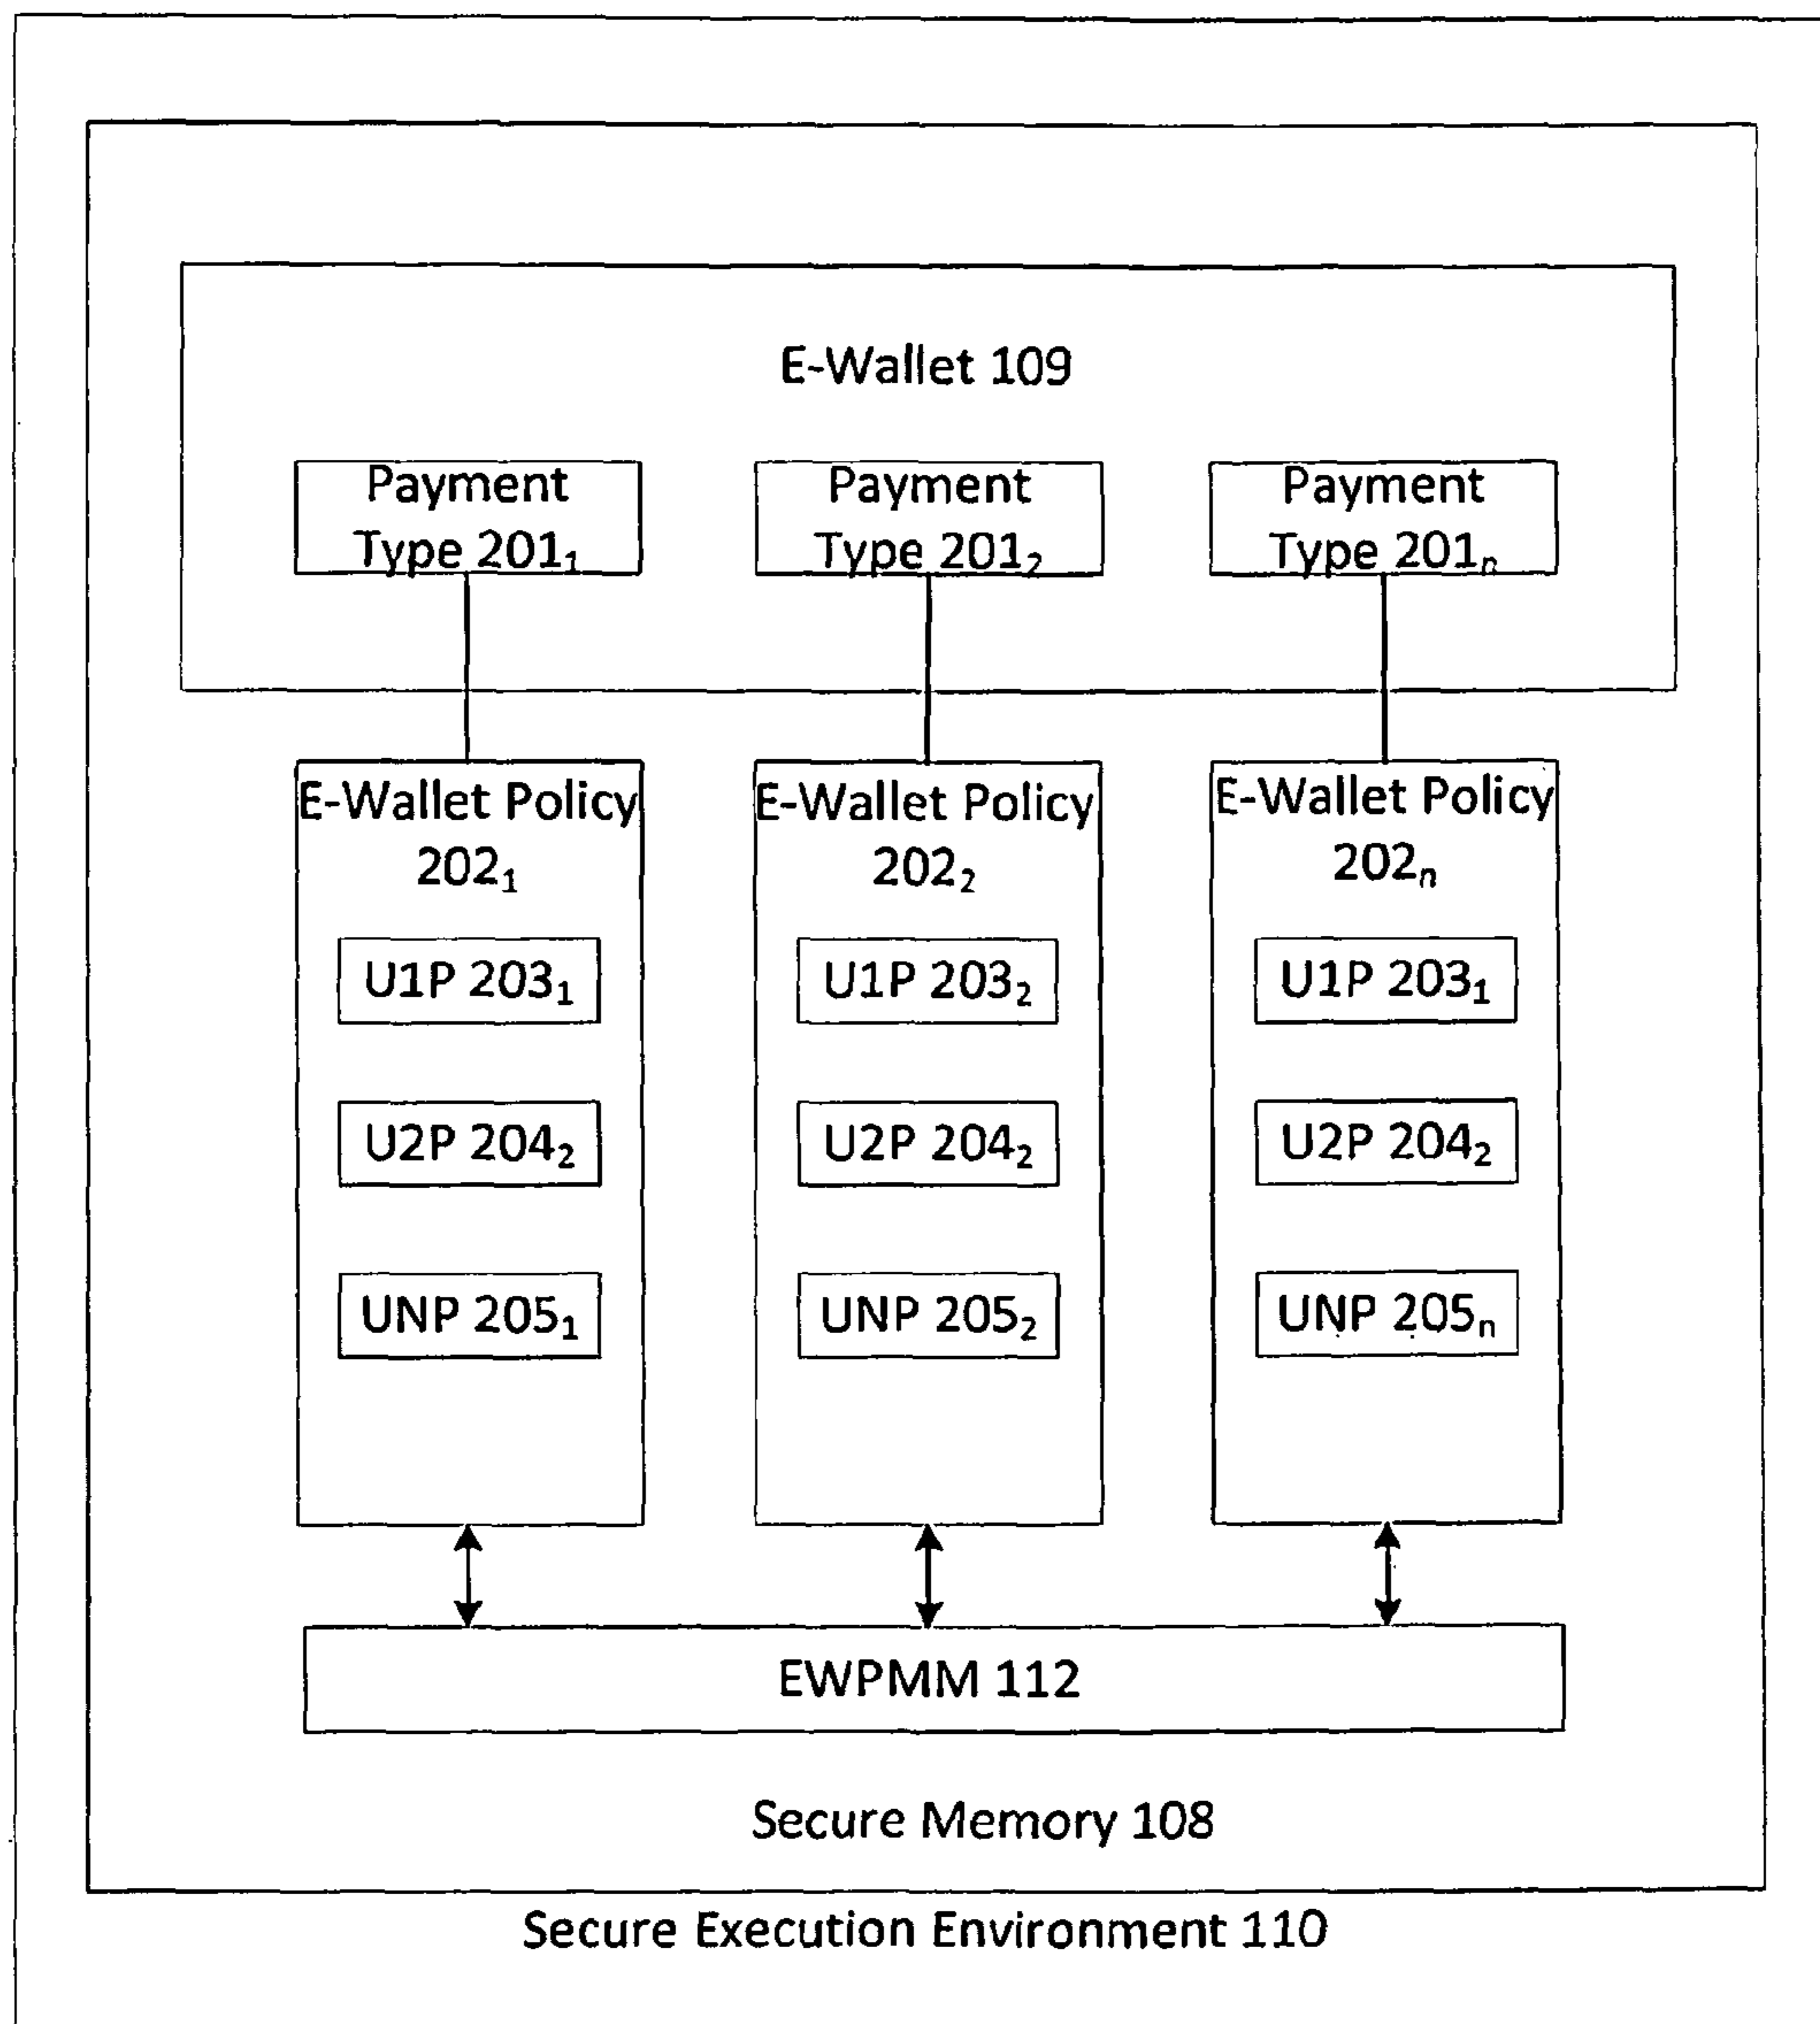 E-Wallet 109
Payment
Type 201₁
Payment
Type 201₂
Payment
Type 201ₙ
E-Wallet Policy
202₁
U1P 203₁
U2P 204₂
UNP 205₁
E-Wallet Policy
202₂
U1P 203₂
U2P 204₂
UNP 205₂
E-Wallet Policy
202ₙ
U1P 203₁
U2P 204₂
UNP 205ₙ
EWPMM 112
Secure Memory 108
Secure Execution Environment 110